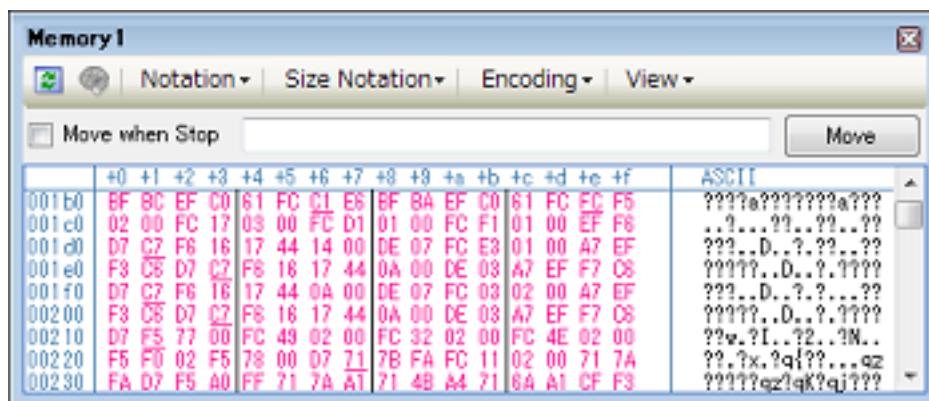 Memory1
Notation Size Notation Encoding View
Move when Stop Move
+0 +1 +2 +3 +4 +5 +6 +7 +8 +9 +a +b +c +d +e +f ASCII
001b0 BF BC EF C0 61 FC C1 E6 BF BA EF C0 61 FC FC F5 ????a???????a???
001c0 02 00 FC 17 03 00 FC D1 01 00 FC F1 01 00 EF F6 ..?...??..??..??
001d0 D7 C7 F6 16 17 44 14 00 DE 07 FC E3 01 00 A7 EF ???..D..?.??..??
001e0 F3 C6 D7 C7 F6 16 17 44 0A 00 DE 03 A7 EF F7 C6 ?????..D..?.????
001f0 D7 C7 F6 16 17 44 0A 00 DE 07 FC 03 02 00 A7 EF ???..D..?.?...??
00200 F3 C6 D7 C7 F6 16 17 44 0A 00 DE 03 A7 EF F7 C6 ?????..D..?.????
00210 D7 F5 77 00 FC 49 02 00 FC 32 02 00 FC 4E 02 00 ??w.?I..?2..?N..
00220 F5 F0 02 F5 78 00 D7 71 7B FA FC 11 02 00 71 7A ??.?x.?q{??...qz
00230 FA D7 F5 A0 FF 71 7A A1 71 4B A4 71 6A A1 CF F3 ?????qz?qK?qj???